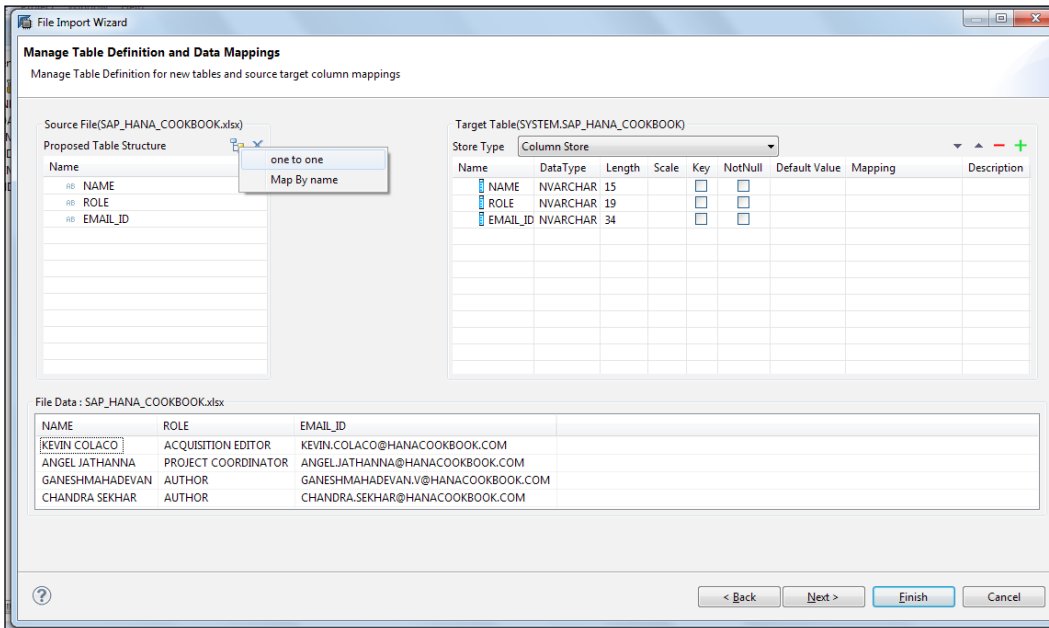 File Import Wizard
Manage Table Definition and Data Mappings
Manage Table Definition for new tables and source target column mappings
Source File(SAP_HANA_COOKBOOK.xlsx)
Proposed Table Structure
one to one
Map By name
Name
AB NAME
AB ROLE
AB EMAIL_ID
Target Table(SYSTEM.SAP_HANA_COOKBOOK)
Store Type Column Store
Name DataType Length Scale Key NotNull Default Value Mapping Description
NAME NVARCHAR 15
ROLE NVARCHAR 19
EMAIL_ID NVARCHAR 34
File Data : SAP_HANA_COOKBOOK.xlsx
NAME ROLE EMAIL_ID
KEVIN COLACO ACQUISITION EDITOR KEVIN.COLACO@HANACOOKBOOK.COM
ANGEL JATHANNA PROJECT COORDINATOR ANGEL.JATHANNA@HANACOOKBOOK.COM
GANESHMAHADEVAN AUTHOR GANESHMAHADEVAN.V@HANACOOKBOOK.COM
CHANDRA SEKHAR AUTHOR CHANDRA.SEKHAR@HANACOOKBOOK.COM
?
< Back Next > Finish Cancel